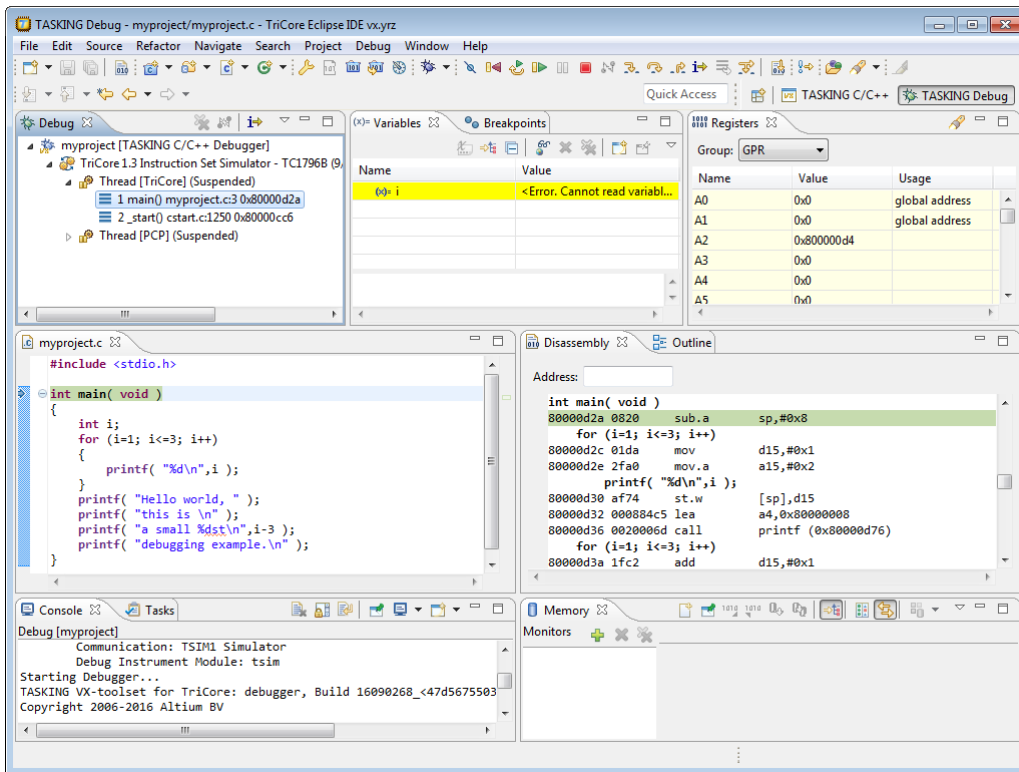 TASKING Debug - myproject/myproject.c - TriCore Eclipse IDE vx.yrz
File Edit Source Refactor Navigate Search Project Debug Window Help
Quick Access TASKING C/C++ TASKING Debug
Debug
myproject [TASKING C/C++ Debugger]
TriCore 1.3 Instruction Set Simulator - TC1796B (9/
Thread [TriCore] (Suspended)
1 main() myproject.c:3 0x80000d2a
2 _start() cstart.c:1250 0x80000cc6
Thread [PCP] (Suspended)
(x)= Variables Breakpoints
Name Value
(x)= i <Error. Cannot read variabl...
Registers
Group: GPR
Name Value Usage
A0 0x0 global address
A1 0x0 global address
A2 0x800000d4
A3 0x0
A4 0x0
A5 0x0
myproject.c
#include <stdio.h>
int main( void )
{
int i;
for (i=1; i<=3; i++)
{
printf( "%d\n",i );
}
printf( "Hello world, " );
printf( "this is \n" );
printf( "a small %dst\n",i-3 );
printf( "debugging example.\n" );
}
Disassembly Outline
Address:
int main( void )
80000d2a 0820 sub.a sp,#0x8
for (i=1; i<=3; i++)
80000d2c 01da mov d15,#0x1
80000d2e 2fa0 mov.a a15,#0x2
printf( "%d\n",i );
80000d30 af74 st.w [sp],d15
80000d32 000884c5 lea a4,0x80000008
80000d36 0020006d call printf (0x80000d76)
for (i=1; i<=3; i++)
80000d3a 1fc2 add d15,#0x1
Console Tasks
Debug [myproject]
Communication: TSIM1 Simulator
Debug Instrument Module: tsim
Starting Debugger...
TASKING VX-toolset for TriCore: debugger, Build 16090268_<47d5675503
Copyright 2006-2016 Altium BV
Memory
Monitors